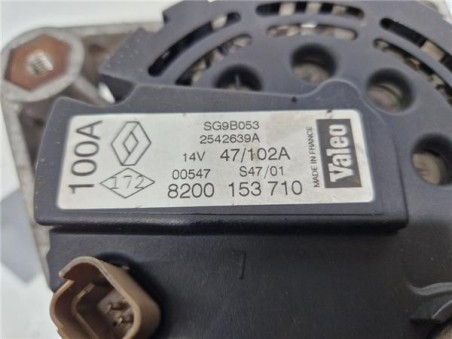 100A
172
SG9B053
2542639A
14V 47/102A
00547 S47/01
8200 153 710
MADE IN FRANCE
Valeo